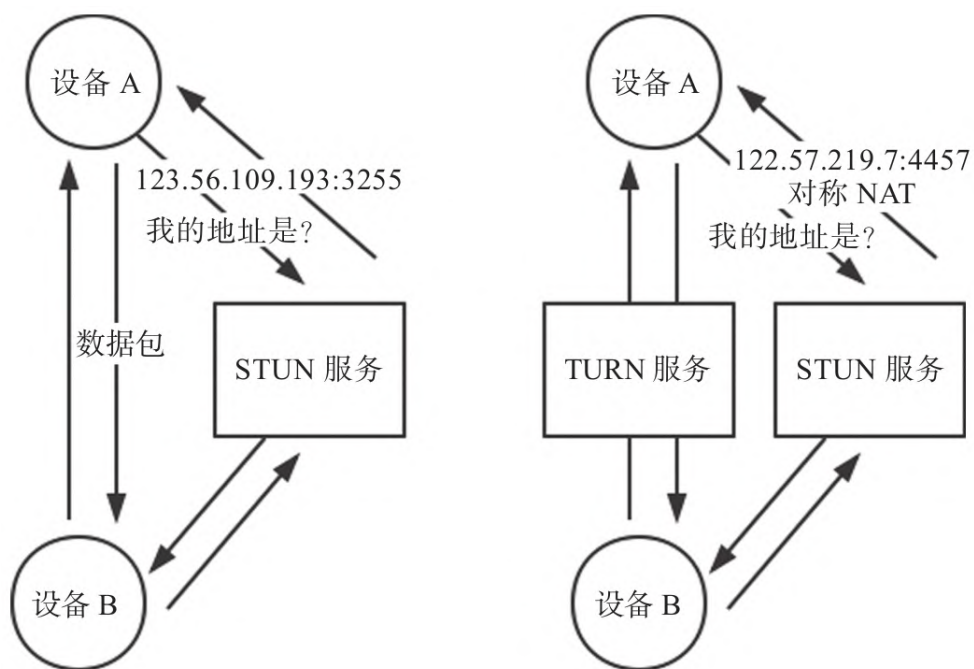 设备 A
123.56.109.193:3255
我的地址是?
数据包
STUN 服务
设备 B
设备 A
122.57.219.7:4457
对称 NAT
我的地址是?
TURN 服务
STUN 服务
设备 B